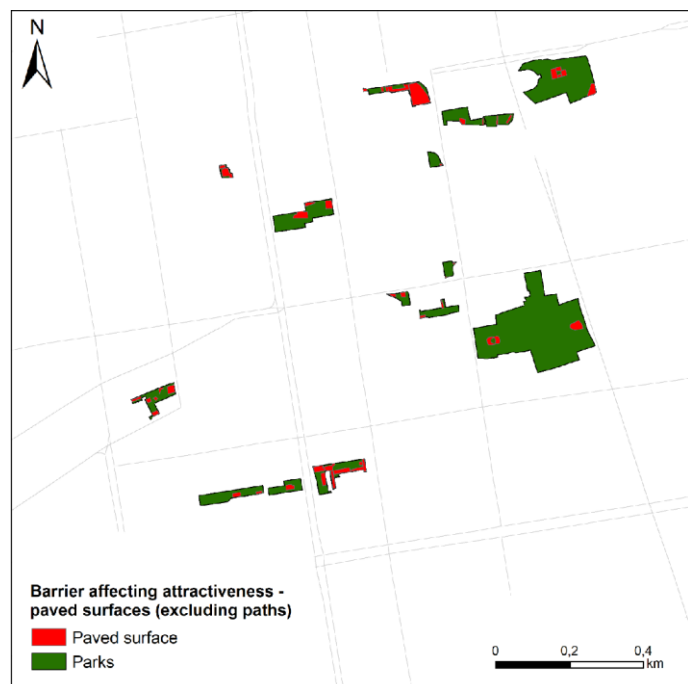 N
Barrier affecting attractiveness -
paved surfaces (excluding paths)
Paved surface
Parks
0 0,2 0,4
km